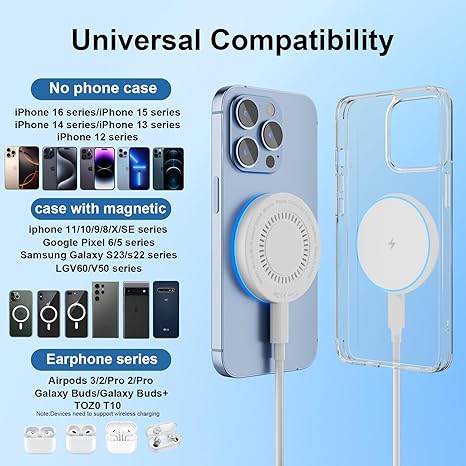 Universal Compatibility
No phone case
iPhone 16 series/iPhone 15 series
iPhone 14 series/iPhone 13 series
iPhone 12 series
case with magnetic
iphone 11/10/9/8/X/SE series
Google Pixel 6/5 series
Samsung Galaxy S23/s22 series
LGV60/V50 series
Earphone series
Airpods 3/2/Pro 2/Pro
Galaxy Buds/Galaxy Buds+
TOZO T10
Note.Devices need to support wireless charging